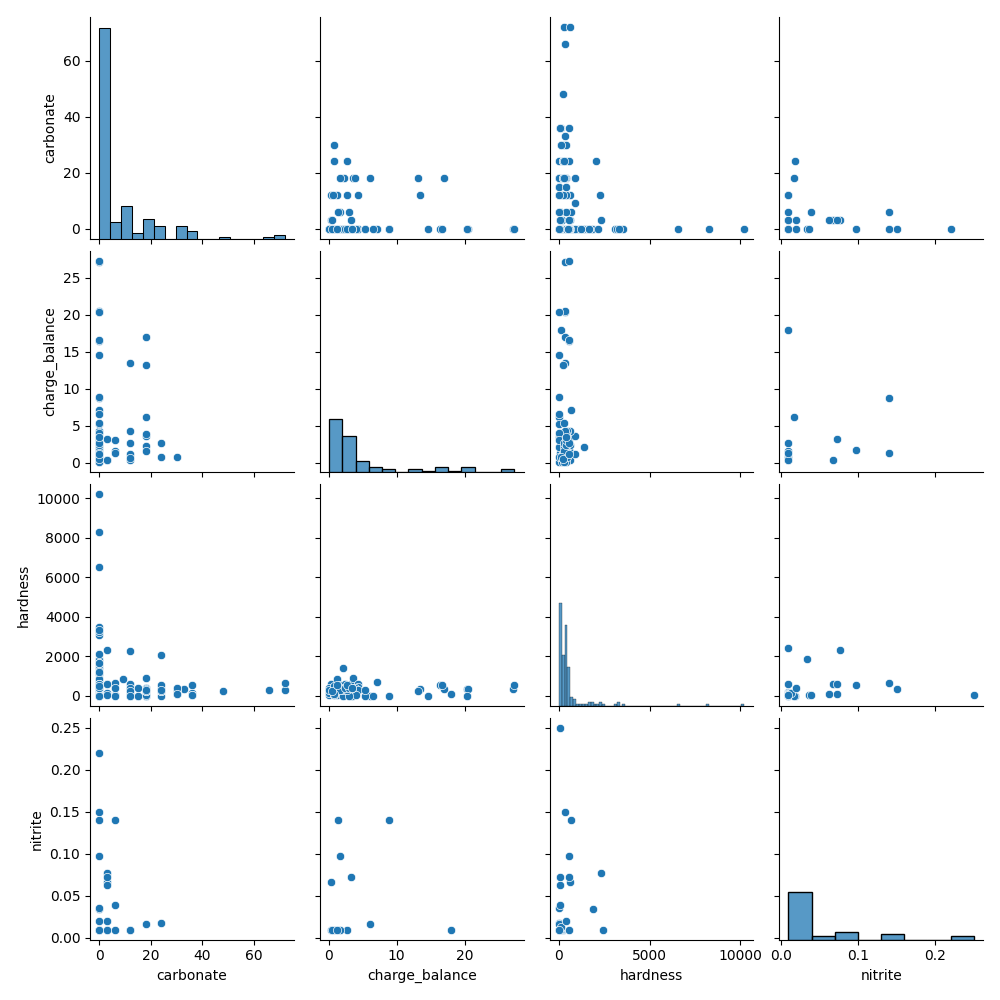 60
40
20
0
carbonate
25
20
15
10
5
0
charge_balance
10000
8000
6000
4000
2000
0
hardness
0.25
0.20
0.15
0.10
0.05
0.00
nitrite
0 20 40 60
0 10 20
0 5000 10000
0.0 0.1 0.2
carbonate charge_balance hardness nitrite